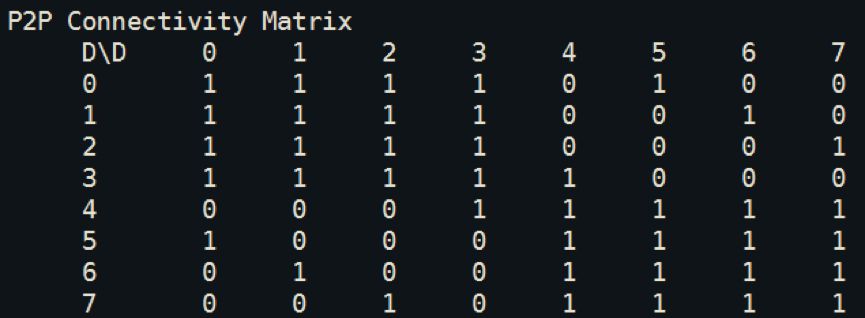 P2P Connectivity Matrix
D\D 0 1 2 3 4 5 6 7
0 1 1 1 1 0 1 0 0
1 1 1 1 1 0 0 1 0
2 1 1 1 1 0 0 0 1
3 1 1 1 1 1 0 0 0
4 0 0 0 1 1 1 1 1
5 1 0 0 0 1 1 1 1
6 0 1 0 0 1 1 1 1
7 0 0 1 0 1 1 1 1